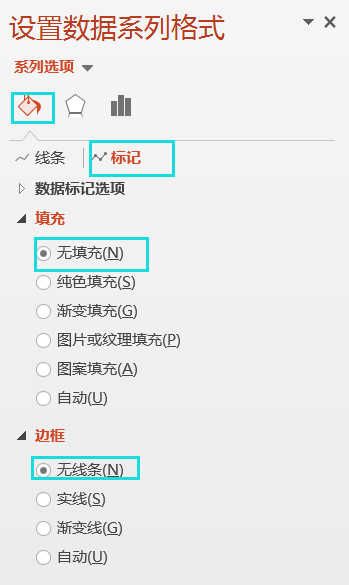 设置数据系列格式
系列选项
线条 标记
数据标记选项
填充
无填充(N)
纯色填充(S)
渐变填充(G)
图片或纹理填充(P)
图案填充(A)
自动(U)
边框
无线条(N)
实线(S)
渐变线(G)
自动(U)